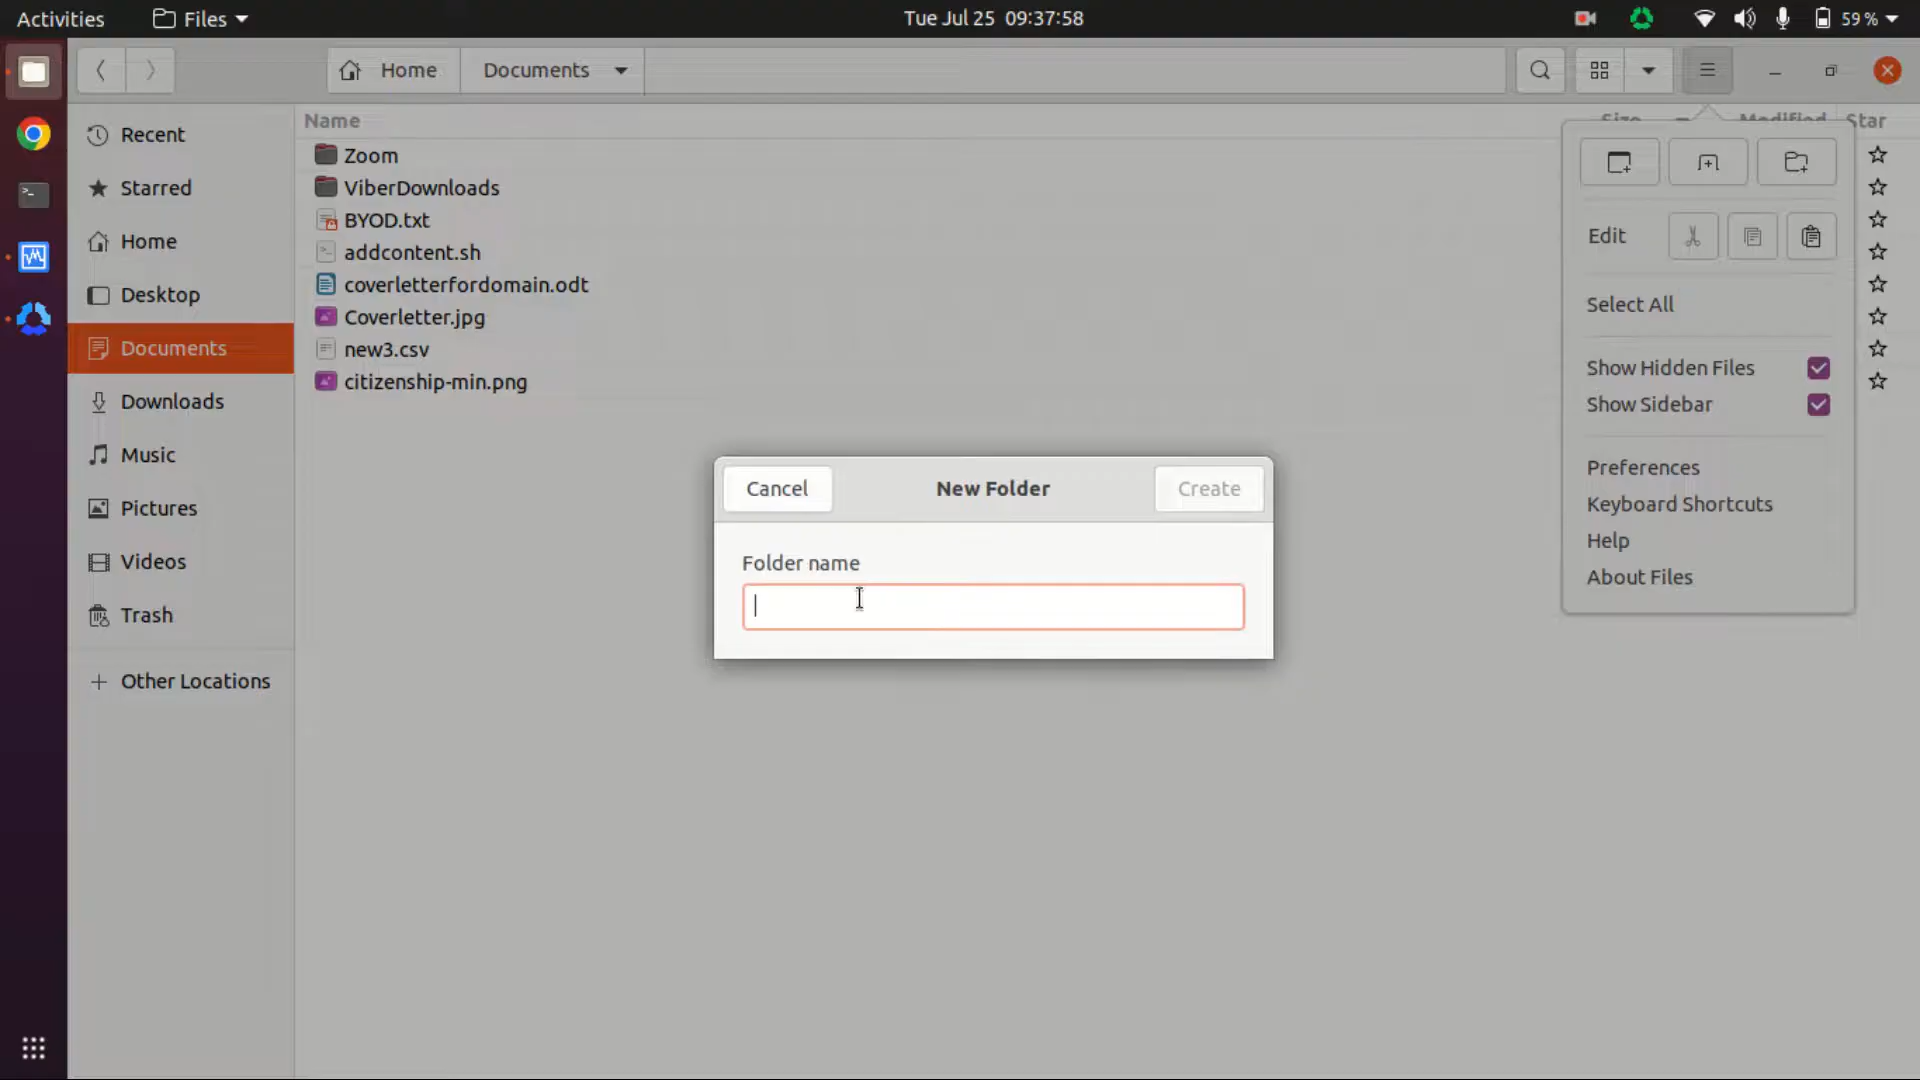 Activities Files Tue Jul 25 09:37:58 59 %
Home Documents
Name Size Modified Star
Recent
Starred
Home
Desktop
Documents
Downloads
Music
Pictures
Videos
Trash
Other Locations
Zoom
ViberDownloads
BYOD.txt
addcontent.sh
coverletterfordomain.odt
Coverletter.jpg
new3.csv
citizenship-min.png
Edit
Select All
Show Hidden Files
Show Sidebar
Preferences
Keyboard Shortcuts
Help
About Files
Cancel New Folder Create
Folder name